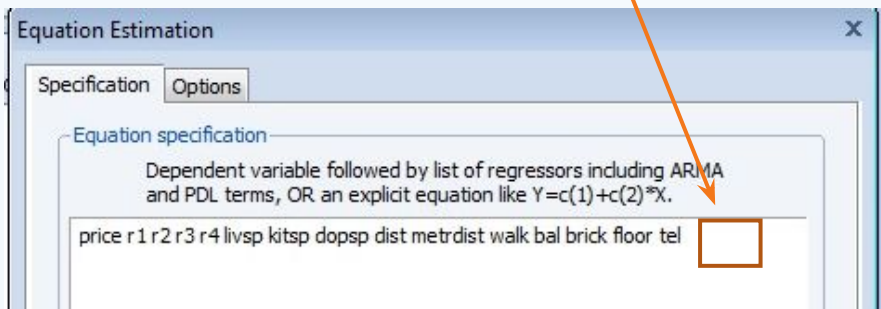 Equation Estimation
Specification Options
Equation specification
Dependent variable followed by list of regressors including ARMA
and PDL terms, OR an explicit equation like Y=c(1)+c(2)*X.
price r1 r2 r3 r4 livsp kitsp dopsp dist metrdist walk bal brick floor tel